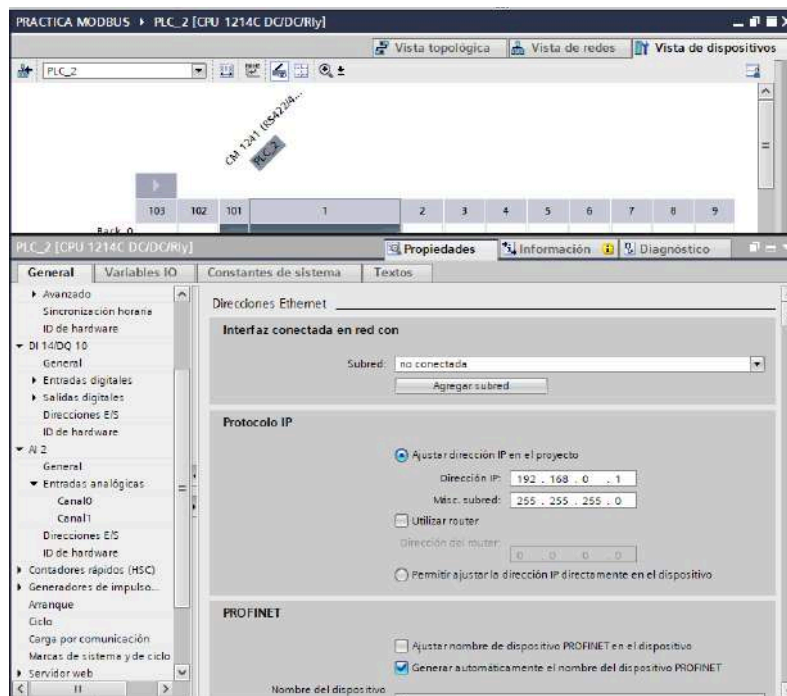 PRACTICA MODBUS ▸ PLC_2 [CPU 1214C DC/DC/Rly]
Vista topológica Vista de redes Vista de dispositivos
PLC_2
CM 1241 (RS422/4...
PLC_2
103 102 101 1 2 3 4 5 6 7 8 9
Rack_0
PLC_2 [CPU 1214C DC/DC/Rly]
Propiedades Información Diagnóstico
General Variables IO Constantes de sistema Textos
Avanzado
Sincronización horaria
ID de hardware
DI 14/DQ 10
General
Entradas digitales
Salidas digitales
Direcciones E/S
ID de hardware
AI 2
General
Entradas analógicas
Canal0
Canal1
Direcciones E/S
ID de hardware
Contadores rápidos (HSC)
Generadores de impulso...
Arranque
Ciclo
Carga por comunicación
Marcas de sistema y de ciclo
Servidor web
Direcciones Ethernet
Interfaz conectada en red con
Subred: no conectada
Agregar subred
Protocolo IP
Ajustar dirección IP en el proyecto
Dirección IP: 192 . 168 . 0 . 1
Másc. subred: 255 . 255 . 255 . 0
Utilizar router
Dirección del router: 0 . 0 . 0 . 0
Permitir ajustar la dirección IP directamente en el dispositivo
PROFINET
Ajustar nombre de dispositivo PROFINET en el dispositivo
Generar automáticamente el nombre del dispositivo PROFINET
Nombre del dispositivo